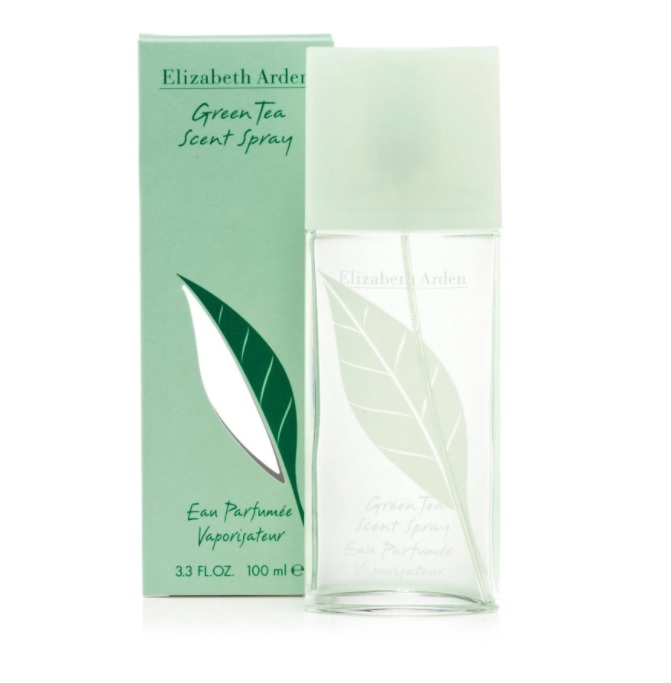 Elizabeth Arden
Green Tea
Scent Spray
Eau Parfumée
Vaporisateur
3.3 FL.OZ. 100 ml ℮
Elizabeth Arden
Green Tea
Scent Spray
Eau Parfumée
Vaporisateur